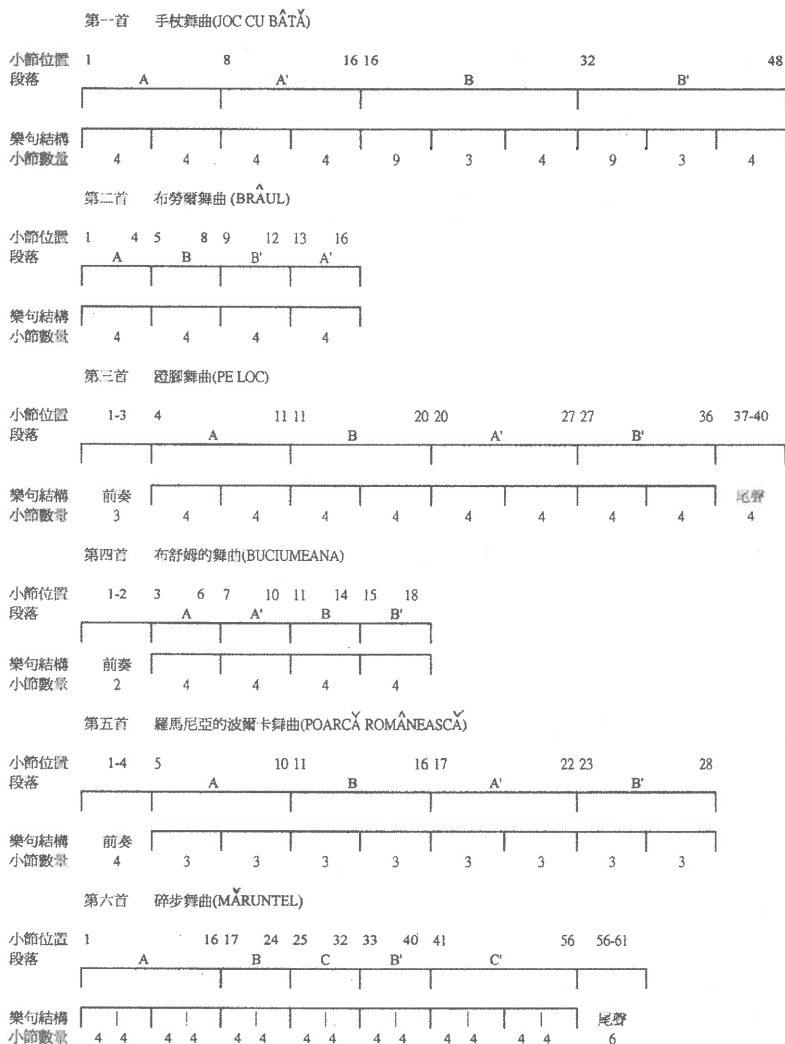 第一首 手杖舞曲(JOC CU BÂTĂ)
小節位置 1 8 16 16 32 48
段落 A A' B B'
樂句結構
小節數量 4 4 4 4 9 3 4 9 3 4
第二首 布勞爾舞曲 (BRÂUL)
小節位置 1 4 5 8 9 12 13 16
段落 A B B' A'
樂句結構
小節數量 4 4 4 4
第三首 蹬腳舞曲(PE LOC)
小節位置 1-3 4 11 11 20 20 27 27 36 37-40
段落 A B A' B'
樂句結構 前奏 尾聲
小節數量 3 4 4 4 4 4 4 4 4 4
第四首 布舒姆的舞曲(BUCIUMEANA)
小節位置 1-2 3 6 7 10 11 14 15 18
段落 A A' B B'
樂句結構 前奏
小節數量 2 4 4 4 4
第五首 羅馬尼亞的波爾卡舞曲(POARCĂ ROMÂNEASCĂ)
小節位置 1-4 5 10 11 16 17 22 23 28
段落 A B A' B'
樂句結構 前奏
小節數量 4 3 3 3 3 3 3 3 3
第六首 碎步舞曲(MĂRUNTEL)
小節位置 1 16 17 24 25 32 33 40 41 56 56-61
段落 A B C B' C'
樂句結構 尾聲
小節數量 4 4 4 4 4 4 4 4 4 4 4 4 4 4 6